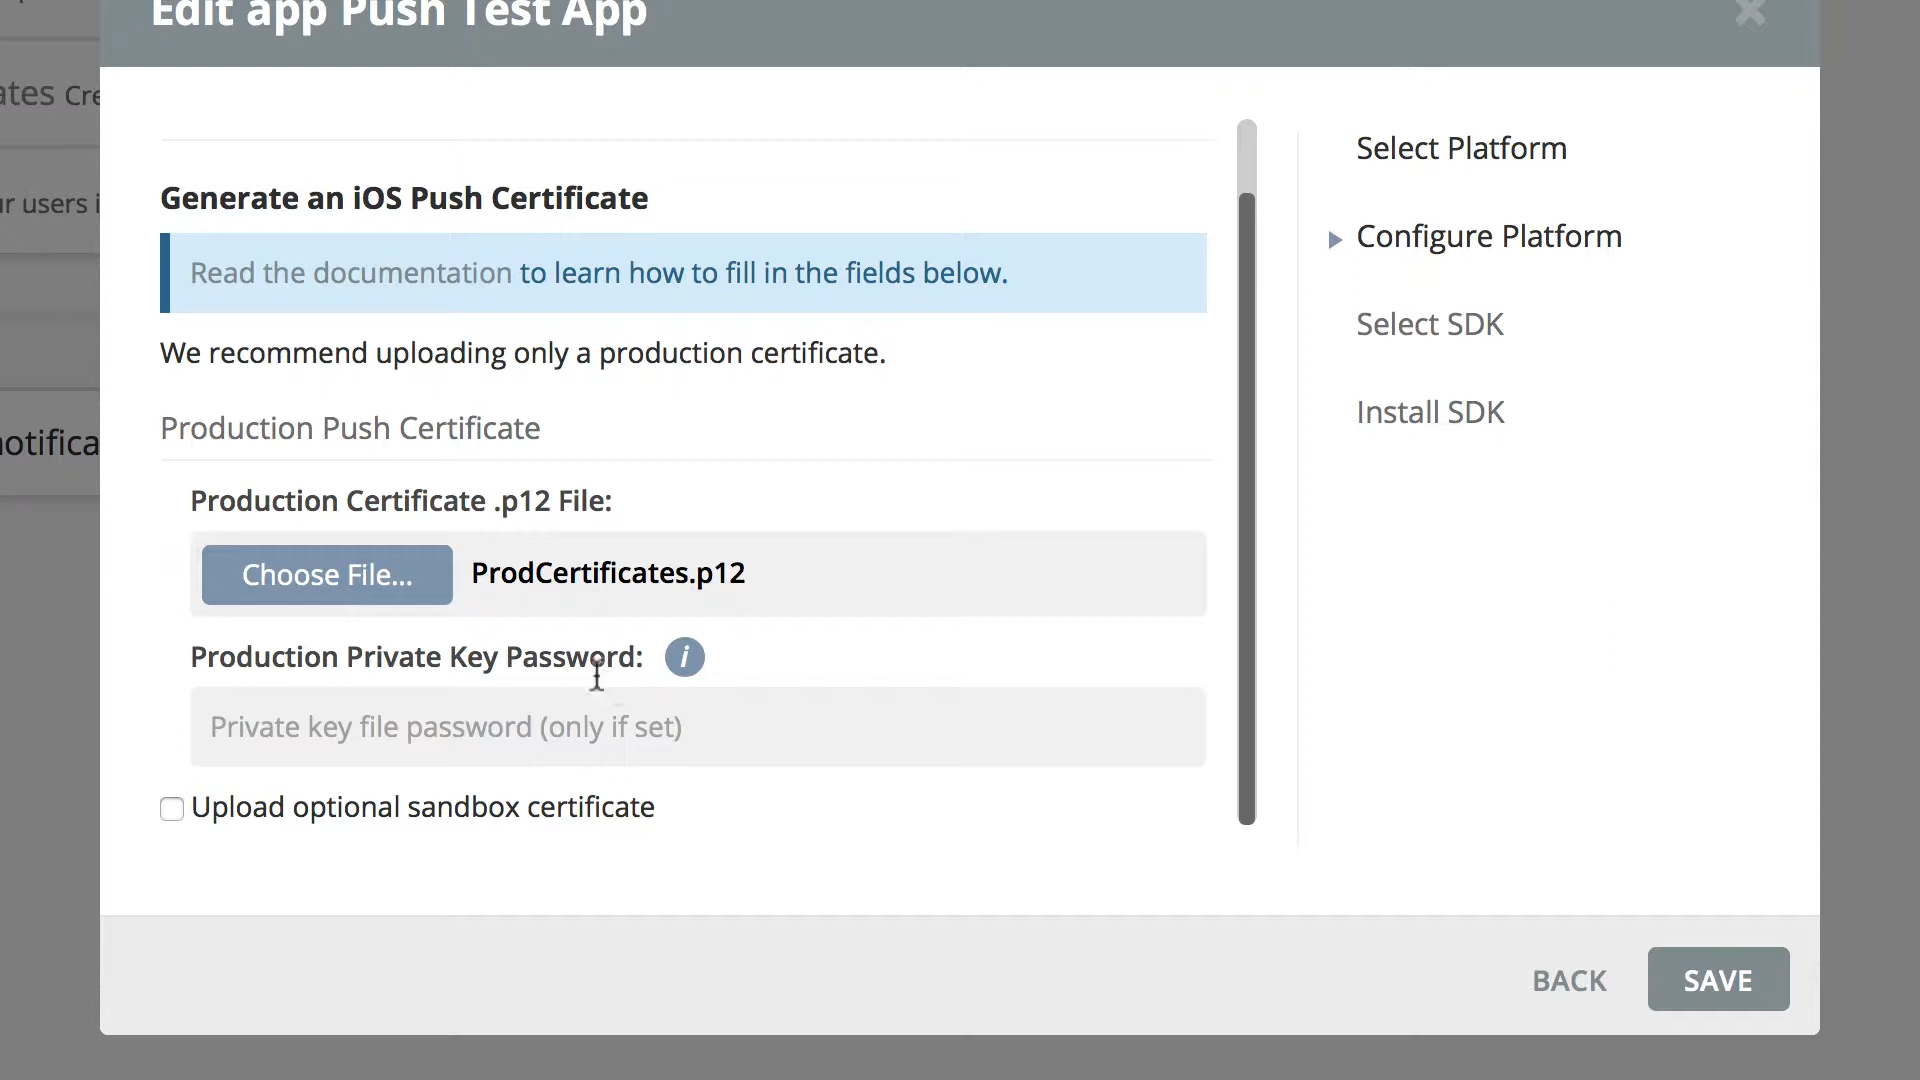 Edit app Push Test App
ates Cre
ur users i
notifica
Generate an iOS Push Certificate
Read the documentation to learn how to fill in the fields below.
We recommend uploading only a production certificate.
Production Push Certificate
Production Certificate .p12 File:
Choose File... ProdCertificates.p12
Production Private Key Password: i
Private key file password (only if set)
Upload optional sandbox certificate
Select Platform
Configure Platform
Select SDK
Install SDK
BACK SAVE